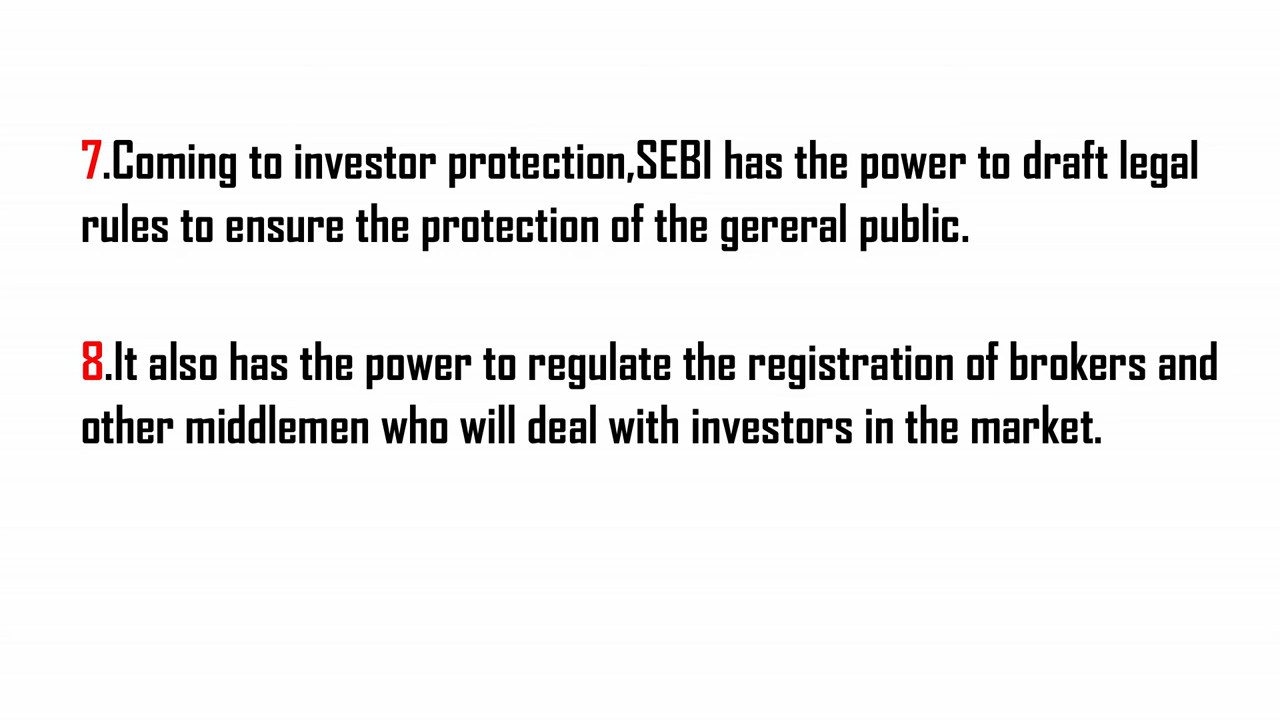 7.Coming to investor protection,SEBI has the power to draft legal
rules to ensure the protection of the gereral public.
8.It also has the power to regulate the registration of brokers and
other middlemen who will deal with investors in the market.